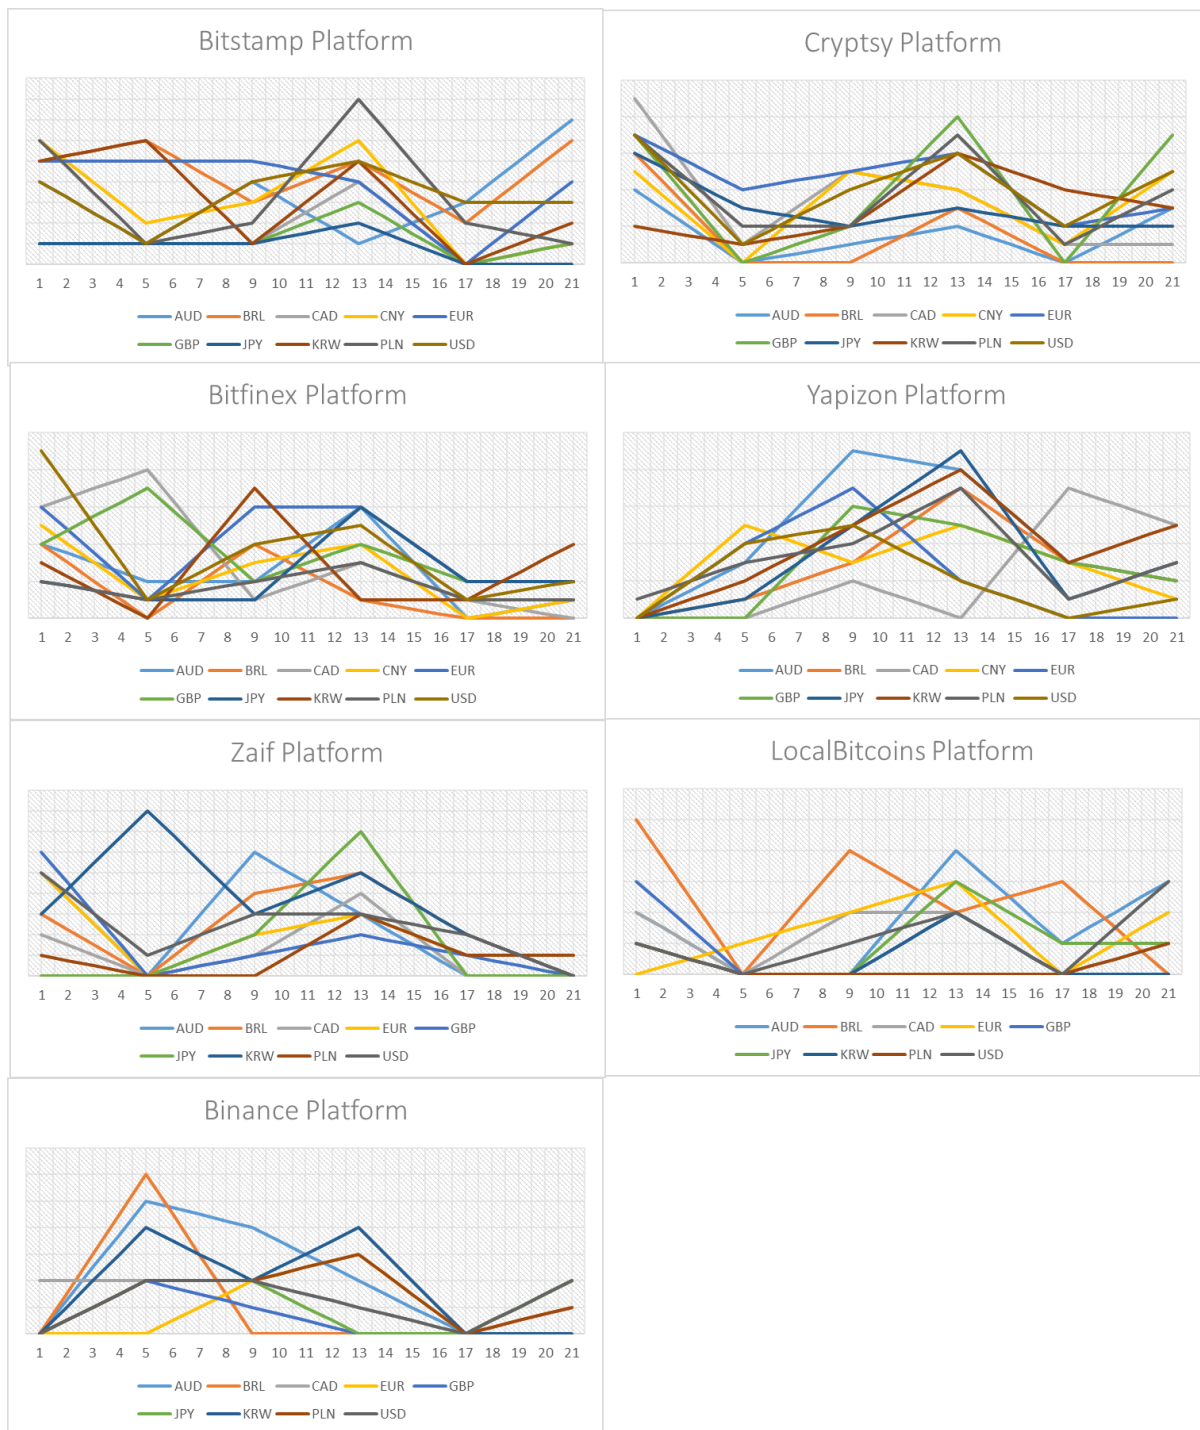 Bitstamp Platform
1 2 3 4 5 6 7 8 9 10 11 12 13 14 15 16 17 18 19 20 21
AUD BRL CAD CNY EUR
GBP JPY KRW PLN USD
Cryptsy Platform
1 2 3 4 5 6 7 8 9 10 11 12 13 14 15 16 17 18 19 20 21
AUD BRL CAD CNY EUR
GBP JPY KRW PLN USD
Bitfinex Platform
1 2 3 4 5 6 7 8 9 10 11 12 13 14 15 16 17 18 19 20 21
AUD BRL CAD CNY EUR
GBP JPY KRW PLN USD
Yapizon Platform
1 2 3 4 5 6 7 8 9 10 11 12 13 14 15 16 17 18 19 20 21
AUD BRL CAD CNY EUR
GBP JPY KRW PLN USD
Zaif Platform
1 2 3 4 5 6 7 8 9 10 11 12 13 14 15 16 17 18 19 20 21
AUD BRL CAD EUR GBP
JPY KRW PLN USD
LocalBitcoins Platform
1 2 3 4 5 6 7 8 9 10 11 12 13 14 15 16 17 18 19 20 21
AUD BRL CAD EUR GBP
JPY KRW PLN USD
Binance Platform
1 2 3 4 5 6 7 8 9 10 11 12 13 14 15 16 17 18 19 20 21
AUD BRL CAD EUR GBP
JPY KRW PLN USD